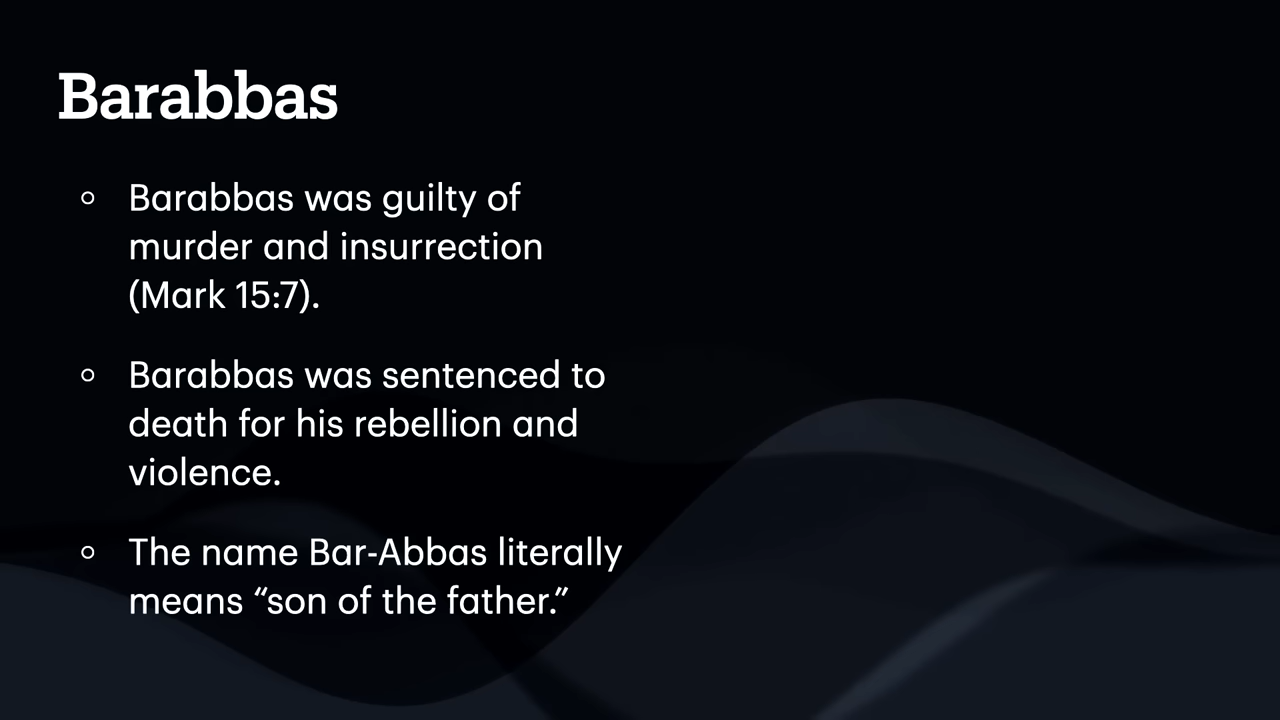 Barabbas
○ Barabbas was guilty of
murder and insurrection
(Mark 15:7).
○ Barabbas was sentenced to
death for his rebellion and
violence.
○ The name Bar-Abbas literally
means “son of the father.”